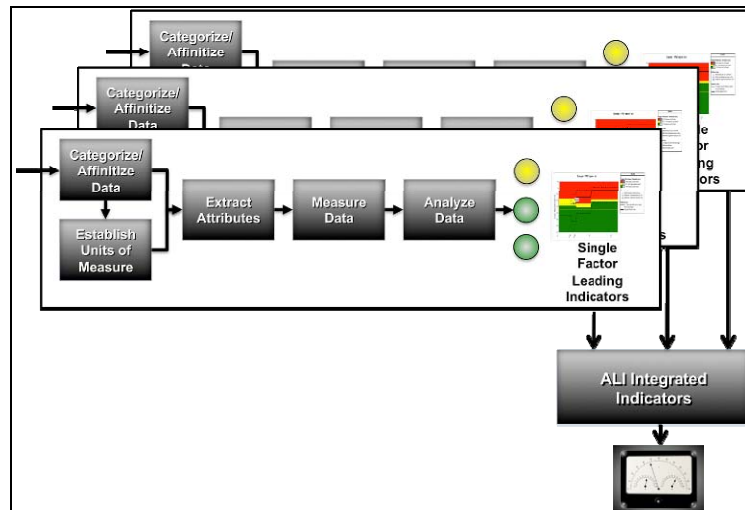 Categorize/
Affinitize
Data
Categorize/
Affinitize
Data
Categorize/
Affinitize
Data
Establish
Units of
Measure
Extract
Attributes
Measure
Data
Analyze
Data
Single
Factor
Leading
Indicators
ALI Integrated
Indicators